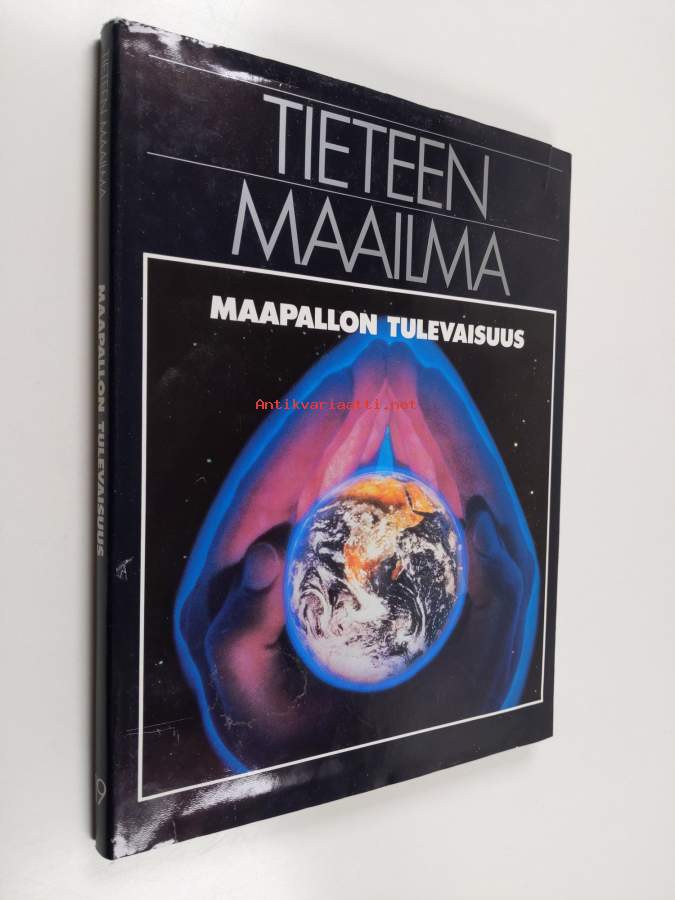 TIETEEN
MAAILMA
MAAPALLON TULEVAISUUS
Antikvariaatti.net
TIETEEN MAAILMA
MAAPALLON TULEVAISUUS